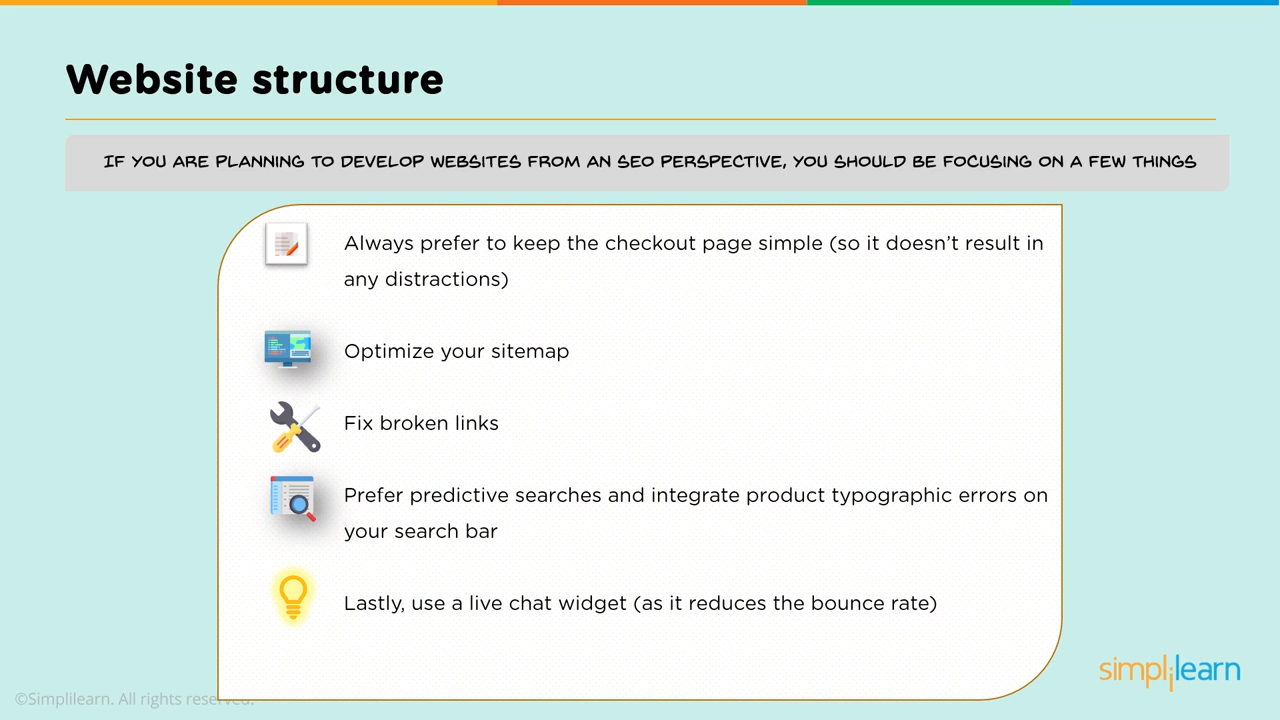 Website structure
IF YOU ARE PLANNING TO DEVELOP WEBSITES FROM AN SEO PERSPECTIVE, YOU SHOULD BE FOCUSING ON A FEW THINGS
Always prefer to keep the checkout page simple (so it doesn’t result in
any distractions)
Optimize your sitemap
Fix broken links
Prefer predictive searches and integrate product typographic errors on
your search bar
Lastly, use a live chat widget (as it reduces the bounce rate)
simplilearn
©Simplilearn. All rights reserved.